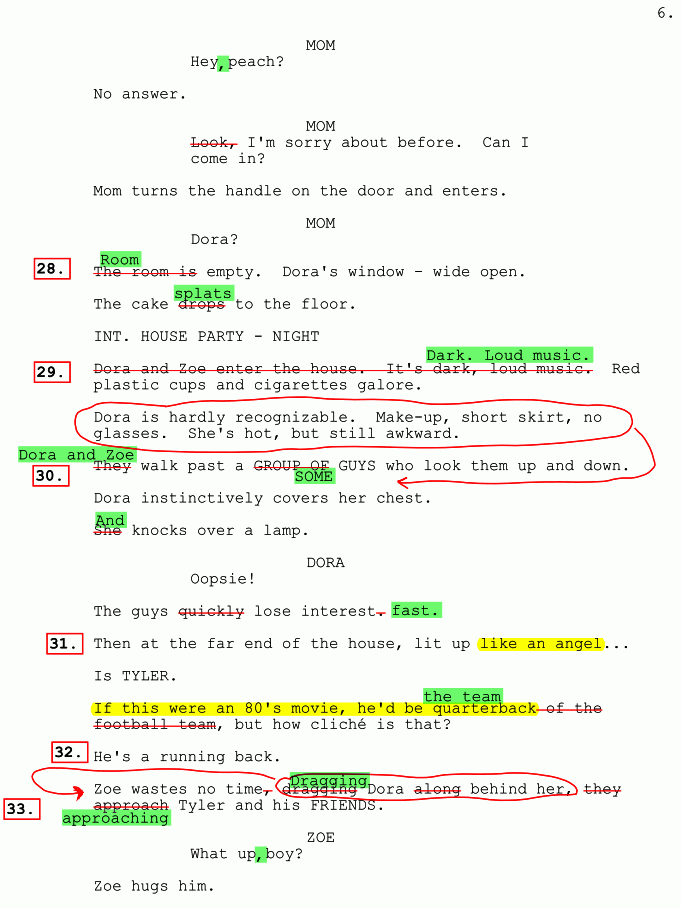 6.
MOM
Hey, peach?
No answer.
MOM
Look, I'm sorry about before. Can I
come in?
Mom turns the handle on the door and enters.
MOM
Dora?
Room
28. The room is empty. Dora's window - wide open.
splats
The cake drops to the floor.
INT. HOUSE PARTY - NIGHT
Dark. Loud music.
29. Dora and Zoe enter the house. It's dark, loud music. Red
plastic cups and cigarettes galore.
Dora is hardly recognizable. Make-up, short skirt, no
glasses. She's hot, but still awkward.
Dora and Zoe
They walk past a GROUP OF GUYS who look them up and down.
30. SOME
Dora instinctively covers her chest.
And
She knocks over a lamp.
DORA
Oopsie!
The guys quickly lose interest. fast.
31. Then at the far end of the house, lit up like an angel...
Is TYLER.
the team
If this were an 80's movie, he'd be quarterback of the
football team, but how cliché is that?
32. He's a running back.
Dragging
Zoe wastes no time, dragging Dora along behind her, they
33. approach Tyler and his FRIENDS.
approaching
ZOE
What up, boy?
Zoe hugs him.